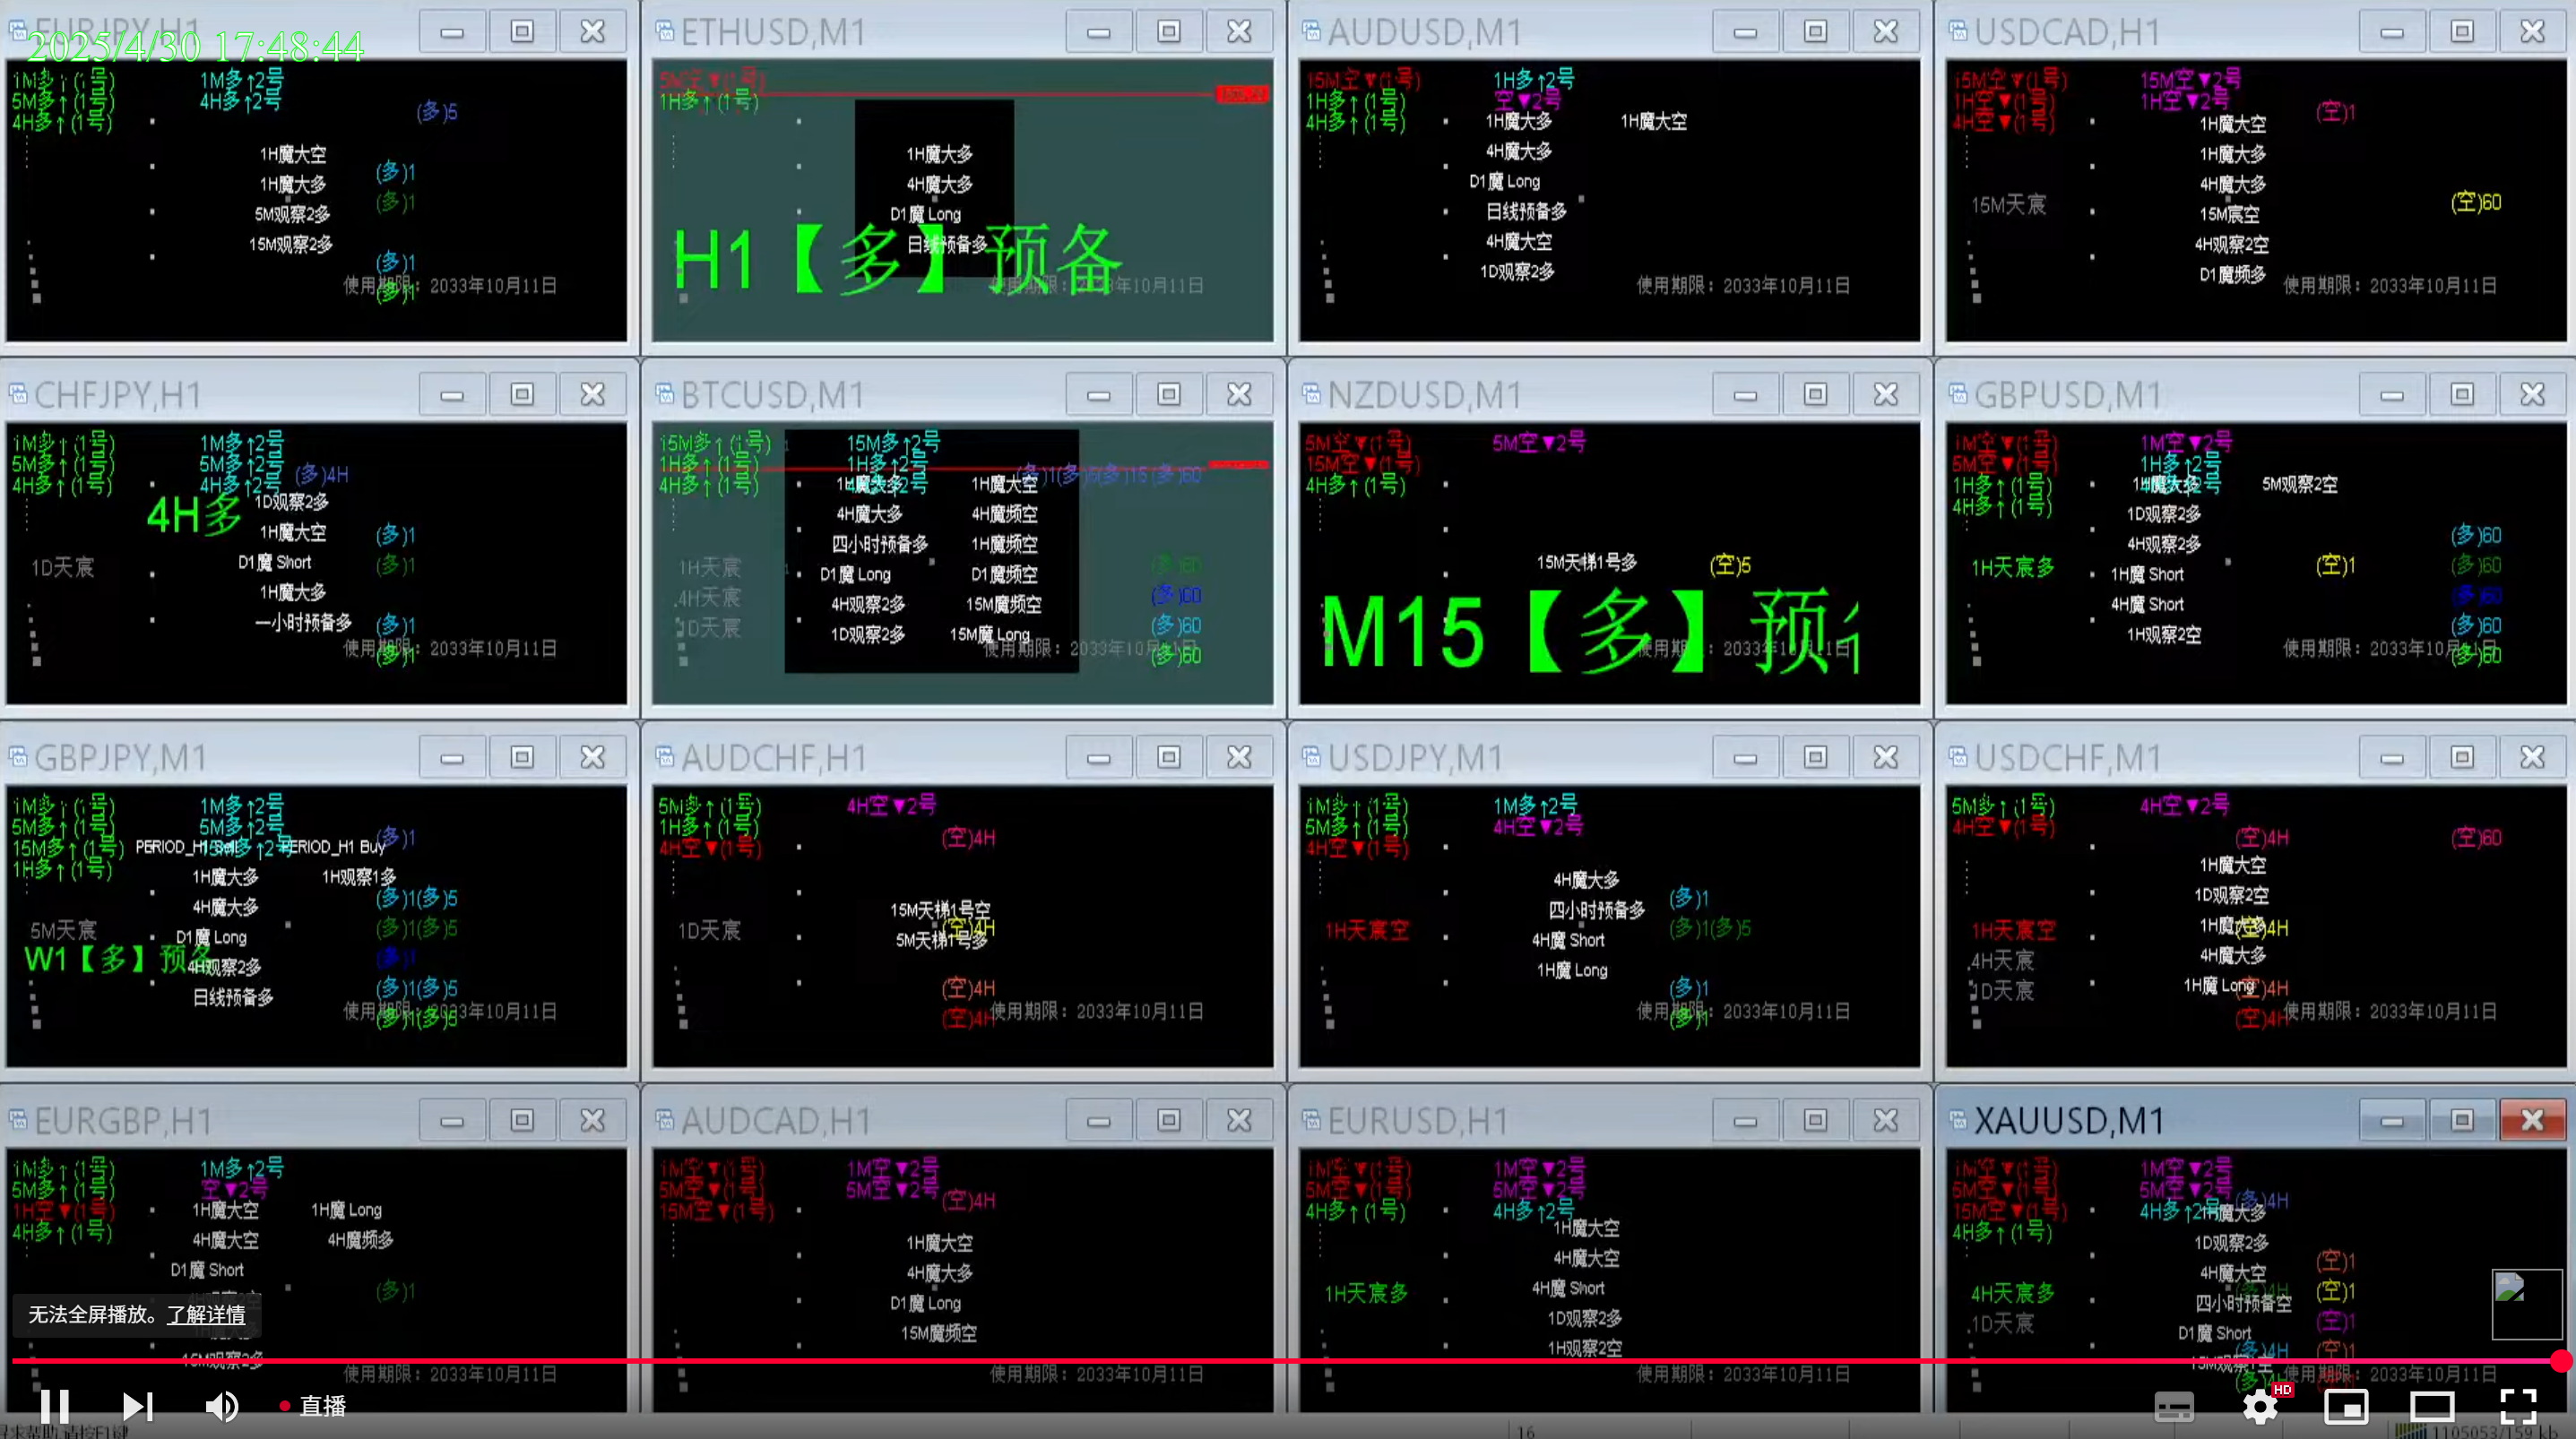 EURJPY,H1
2025/4/30 17:48:44
1M多↑(1号) 1M多↑2号
5M多↑(1号) 4H多↑2号
4H多↑(1号) (多)5
1H魔大空
1H魔大多 (多)1
5M观察2多 (多)1
15M观察2多
(多)1
(多)1
使用期限：2033年10月11日
ETHUSD,M1
5M空▼(1号)
1H多↑(1号)
1H魔大多
4H魔大多
D1魔 Long
日线预备多
H1【多】预备
使用期限：2033年10月11日
AUDUSD,M1
15M空▼(1号) 1H多↑2号
1H多↑(1号) 空▼2号
4H多↑(1号) 1H魔大多 1H魔大空
4H魔大多
D1魔 Long
日线预备多
4H魔大空
1D观察2多
使用期限：2033年10月11日
USDCAD,H1
15M空▼(1号) 15M空▼2号
1H空▼(1号) 1H空▼2号
4H空▼(1号) (空)1
1H魔大空
1H魔大多
4H魔大多
15M天宸 (空)60
15M宸空
4H观察2空
D1魔频多
使用期限：2033年10月11日
CHFJPY,H1
1M多↑(1号) 1M多↑2号
5M多↑(1号) 5M多↑2号 (多)4H
4H多↑(1号) 4H多↑2号
4H多 1D观察2多
1H魔大空 (多)1
1D天宸 D1魔 Short (多)1
1H魔大多
一小时预备多 (多)1
(多)1
使用期限：2033年10月11日
BTCUSD,M1
15M多↑(1号) 15M多↑2号
1H多↑(1号) 1H多↑2号 (多)1(多)5(多)15(多)60
4H多↑(1号) 1H魔大多 1H魔大空
4H魔大多 4H魔频空
四小时预备多 1H魔频空
1H天宸 D1魔 Long D1魔频空 (多)60
4H天宸 4H观察2多 15M魔频空 (多)60
1D天宸 1D观察2多 15M魔 Long (多)60
使用期限：2033年10月11日
(多)60
NZDUSD,M1
5M空▼(1号) 5M空▼2号
15M空▼(1号)
4H多↑(1号)
15M天梯1号多 (空)5
M15【多】预
使用期限：2033年10月11日
GBPUSD,M1
1M空▼(1号) 1M空▼2号
5M空▼(1号) 1H多↑2号
1H多↑(1号) 1H魔大多 5M观察2空
4H多↑(1号) 1D观察2多
4H观察2多 (多)60
1H天宸多 1H魔 Short (空)1 (多)60
4H魔 Short (多)60
1H观察2空 (多)60
使用期限：2033年10月11日
(多)60
GBPJPY,M1
1M多↑(1号) 1M多↑2号
5M多↑(1号) 5M多↑2号 (多)1
15M多↑(1号) 15M多↑2号 PERIOD_H1 Buy
1H多↑(1号) 1H魔大多 1H观察1多
4H魔大多 (多)1(多)5
5M天宸 D1魔 Long (多)1(多)5
W1【多】预备 4H观察2多 (多)1
日线预备多 (多)1(多)5
(多)1(多)5
使用期限：2033年10月11日
AUDCHF,H1
5M多↑(1号) 4H空▼2号
1H多↑(1号) (空)4H
4H空▼(1号)
15M天梯1号空
1D天宸 (空)4H
5M天梯1号多
(空)4H
(空)4H
使用期限：2033年10月11日
USDJPY,M1
1M多↑(1号) 1M多↑2号
5M多↑(1号) 4H空▼2号
4H空▼(1号)
4H魔大多
四小时预备多 (多)1
1H天宸空 (多)1(多)5
4H魔 Short
1H魔 Long
(多)1
(多)1
使用期限：2033年10月11日
USDCHF,M1
5M多↑(1号) 4H空▼2号
4H空▼(1号) (空)4H (空)60
1H魔大空
1D观察2空
1H天宸空 1H魔大多 (空)4H
4H天宸 4H魔大多
1D天宸 1H魔 Long (空)4H
(空)4H
使用期限：2033年10月11日
EURGBP,H1
1M多↑(1号) 1M多↑2号
5M多↑(1号) 空▼2号
1H空▼(1号) 1H魔大空 1H魔 Long
4H多↑(1号) 4H魔大空 4H魔频多
D1魔 Short
(多)1
15M观察2多
使用期限：2033年10月11日
AUDCAD,H1
1M空▼(1号) 1M空▼2号
5M空▼(1号) 5M空▼2号 (空)4H
15M空▼(1号)
1H魔大空
4H魔大多
D1魔 Long
15M魔频空
使用期限：2033年10月11日
EURUSD,H1
1M空▼(1号) 1M空▼2号
5M空▼(1号) 5M空▼2号
4H多↑(1号) 4H多↑2号
1H魔大空
4H魔大空
1H天宸多 4H魔 Short
1D观察2多
1H观察2空
使用期限：2033年10月11日
XAUUSD,M1
1M空▼(1号) 1M空▼2号
5M空▼(1号) 5M空▼2号 (多)4H
15M空▼(1号) 4H多↑2号 1H魔大多
4H多↑(1号) 1D观察2多
4H魔大空 (空)1
4H天宸多 四小时预备空 (空)1
1D天宸 D1魔 Short (空)1
(多)4H (空)1
使用期限：2033年10月11日
无法全屏播放。了解详情
直播
HD
16
1105053/159 kb